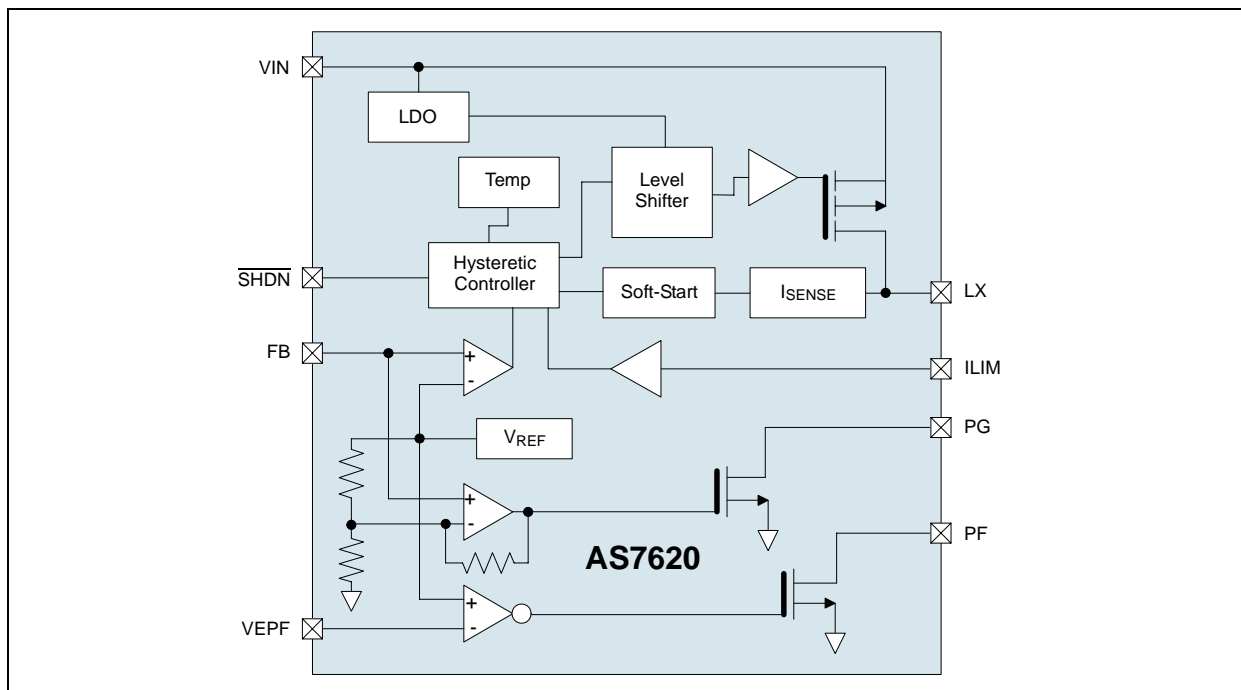 VIN
LDO
Temp
Level
Shifter
SHDN
Hysteretic
Controller
Soft-Start
ISENSE
LX
FB
+
-
ILIM
VREF
PG
+
-
AS7620
PF
+
-
VEPF